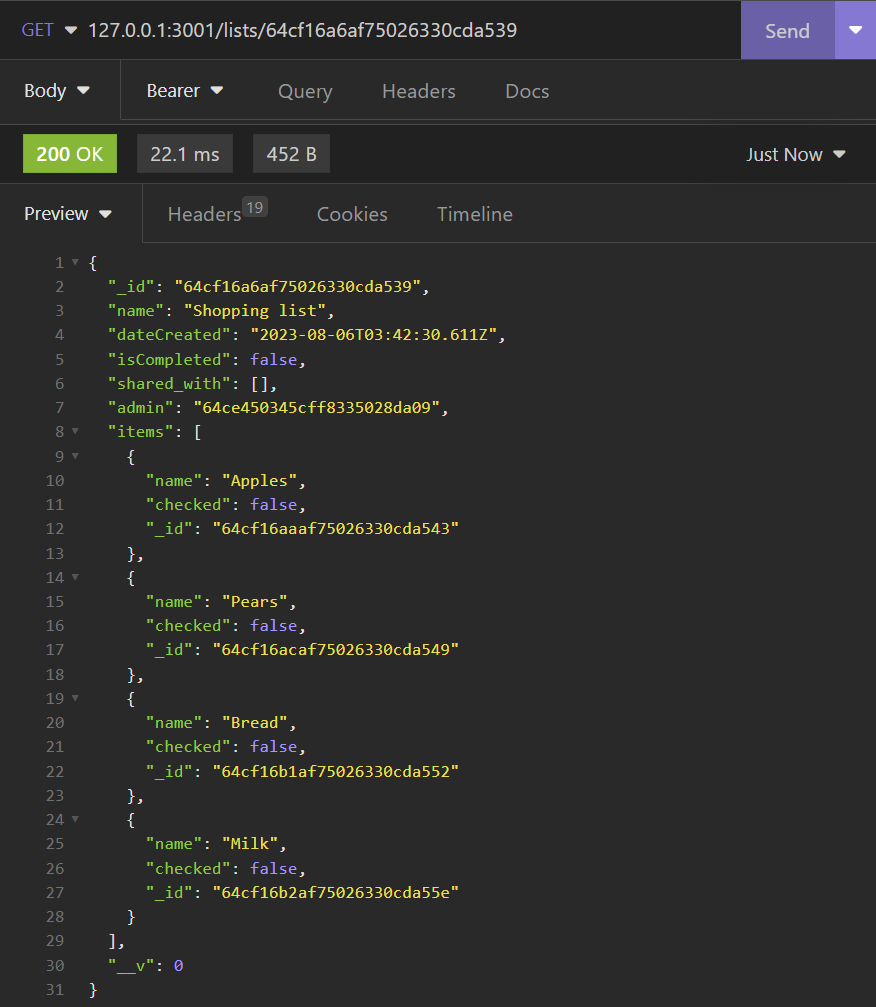 GET 127.0.0.1:3001/lists/64cf16a6af75026330cda539 Send
Body Bearer Query Headers Docs
200 OK 22.1 ms 452 B Just Now
Preview Headers 19 Cookies Timeline
1 {
2 "_id": "64cf16a6af75026330cda539",
3 "name": "Shopping list",
4 "dateCreated": "2023-08-06T03:42:30.611Z",
5 "isCompleted": false,
6 "shared_with": [],
7 "admin": "64ce450345cff8335028da09",
8 "items": [
9 {
10 "name": "Apples",
11 "checked": false,
12 "_id": "64cf16aaaf75026330cda543"
13 },
14 {
15 "name": "Pears",
16 "checked": false,
17 "_id": "64cf16acaf75026330cda549"
18 },
19 {
20 "name": "Bread",
21 "checked": false,
22 "_id": "64cf16b1af75026330cda552"
23 },
24 {
25 "name": "Milk",
26 "checked": false,
27 "_id": "64cf16b2af75026330cda55e"
28 }
29 ],
30 "__v": 0
31 }